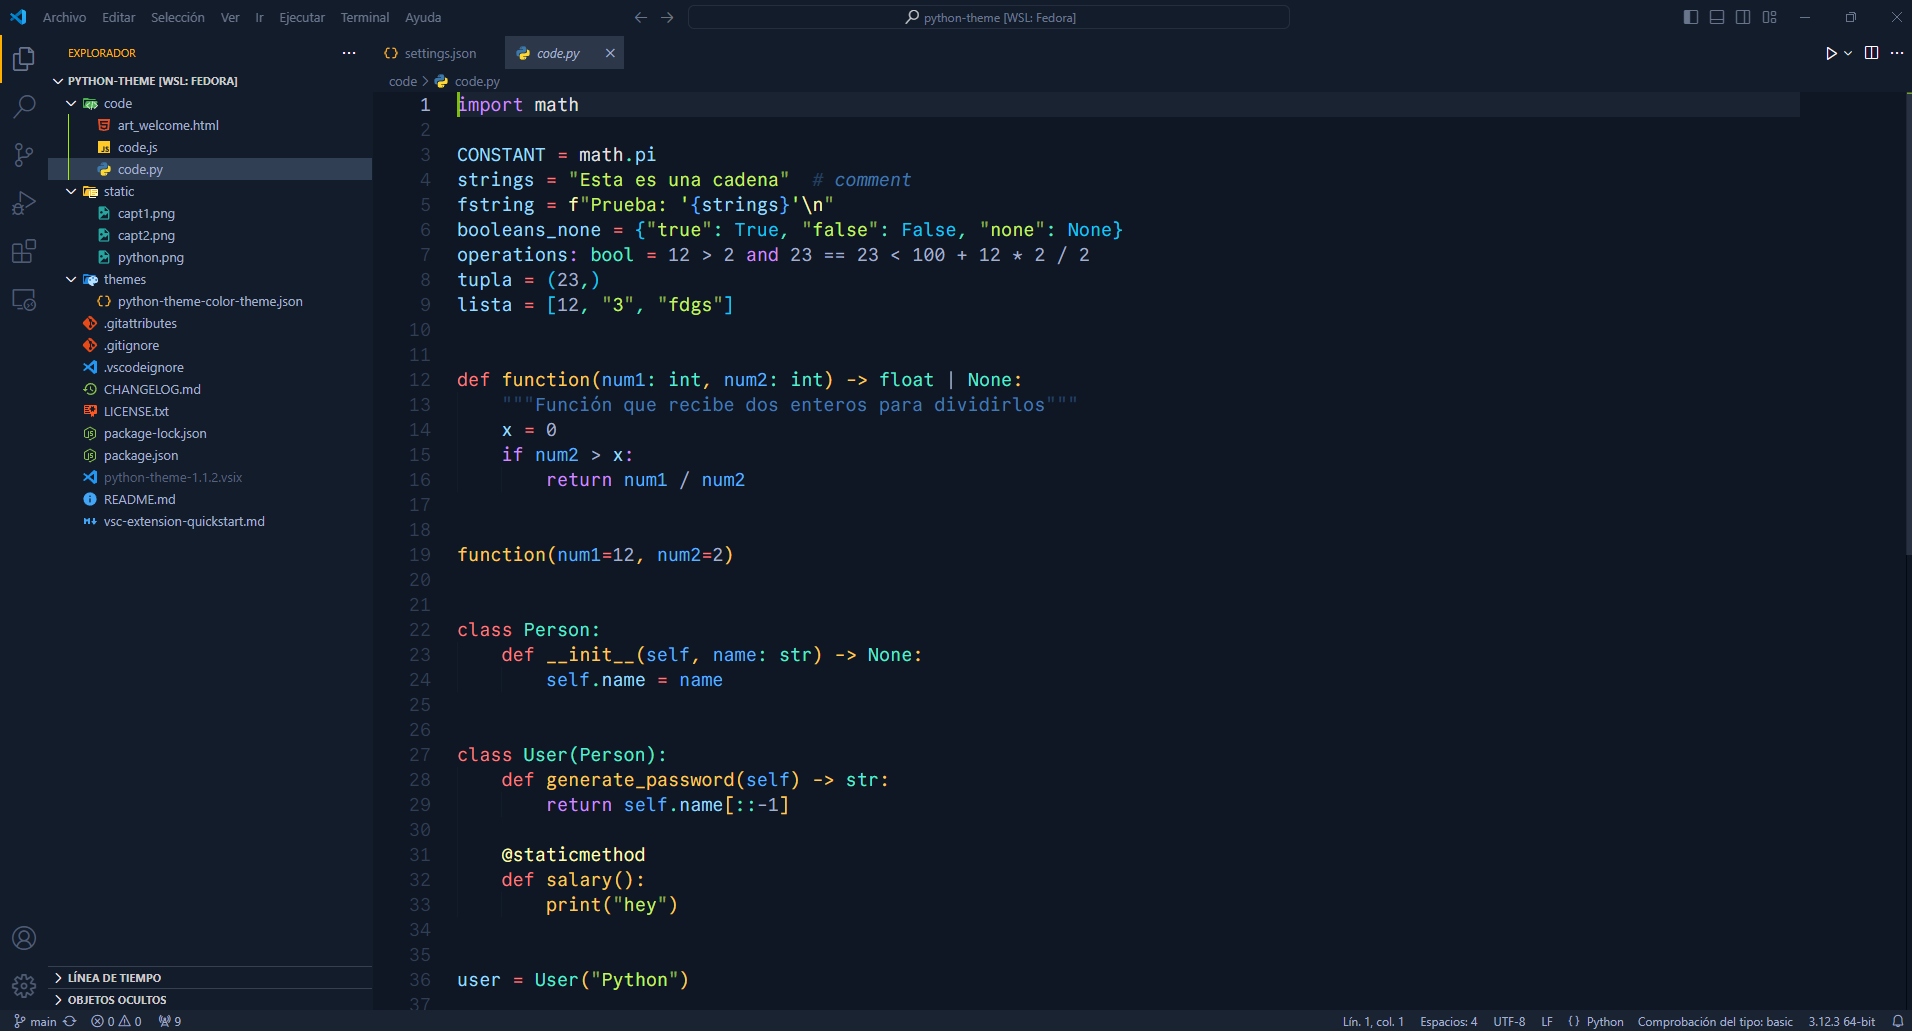 Archivo Editar Selección Ver Ir Ejecutar Terminal Ayuda
python-theme [WSL: Fedora]
EXPLORADOR
PYTHON-THEME [WSL: FEDORA]
code
art_welcome.html
code.js
code.py
static
capt1.png
capt2.png
python.png
themes
python-theme-color-theme.json
.gitattributes
.gitignore
.vscodeignore
CHANGELOG.md
LICENSE.txt
package-lock.json
package.json
python-theme-1.1.2.vsix
README.md
vsc-extension-quickstart.md
LÍNEA DE TIEMPO
OBJETOS OCULTOS
settings.json code.py
code > code.py
1 import math
2
3 CONSTANT = math.pi
4 strings = "Esta es una cadena"  # comment
5 fstring = f"Prueba: '{strings}'\n"
6 booleans_none = {"true": True, "false": False, "none": None}
7 operations: bool = 12 > 2 and 23 == 23 < 100 + 12 * 2 / 2
8 tupla = (23,)
9 lista = [12, "3", "fdgs"]
10
11
12 def function(num1: int, num2: int) -> float | None:
13     """Función que recibe dos enteros para dividirlos"""
14     x = 0
15     if num2 > x:
16         return num1 / num2
17
18
19 function(num1=12, num2=2)
20
21
22 class Person:
23     def __init__(self, name: str) -> None:
24         self.name = name
25
26
27 class User(Person):
28     def generate_password(self) -> str:
29         return self.name[::-1]
30
31     @staticmethod
32     def salary():
33         print("hey")
34
35
36 user = User("Python")
37
main 0 0 9
Lín. 1, col. 1 Espacios: 4 UTF-8 LF {} Python Comprobación del tipo: basic 3.12.3 64-bit